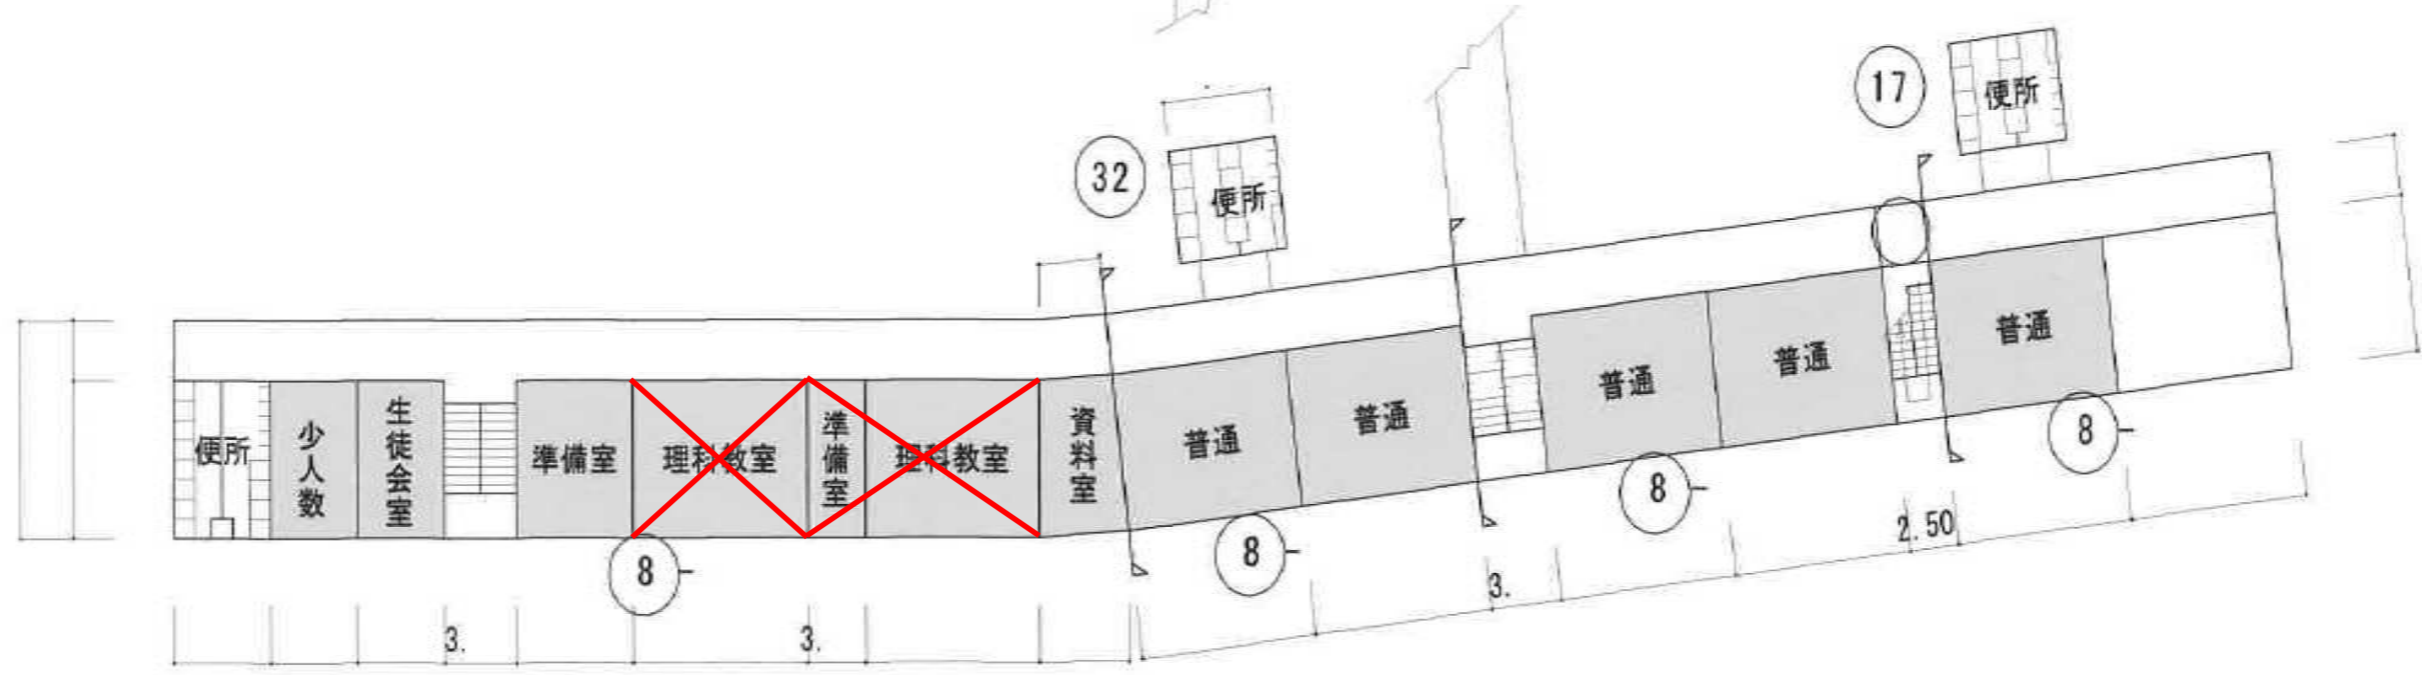 17
便所
32
便所
便所
少人数
生徒会室
準備室
理科教室
準備室
理科教室
資料室
普通
普通
普通
普通
普通
8-
8-
8-
8-
3.
3.
3.
2.50